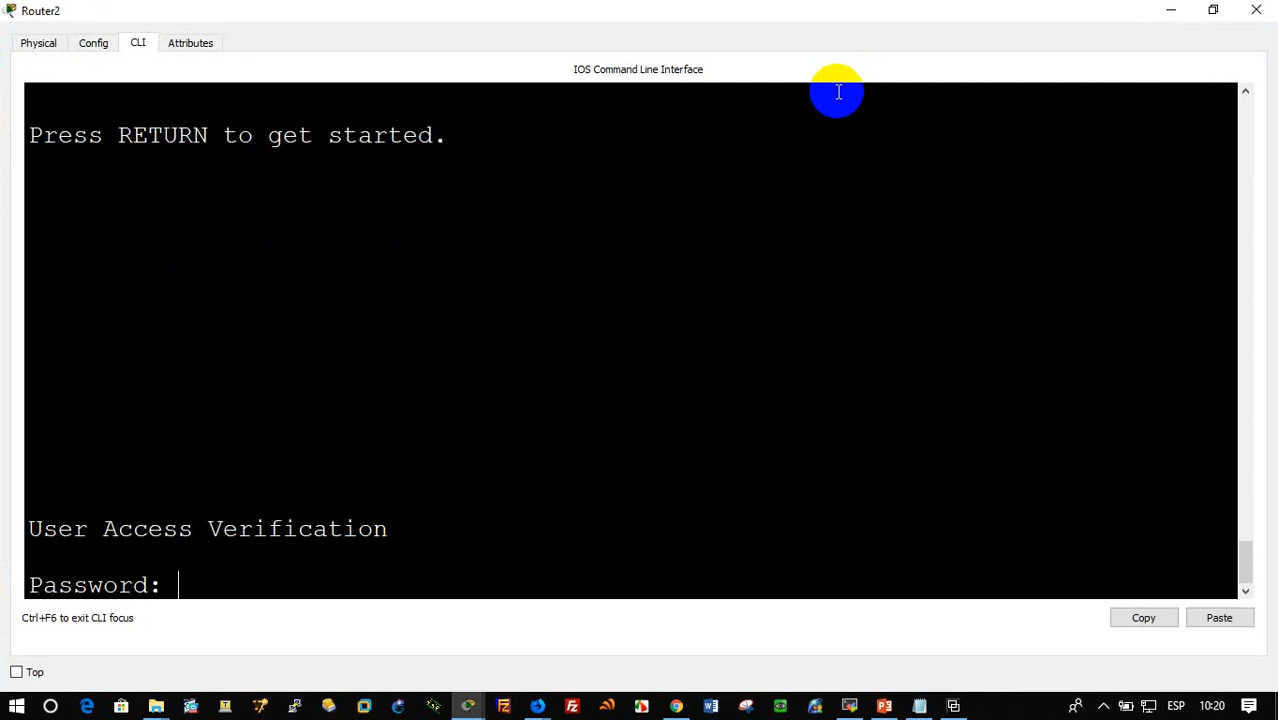 Router2
Physical
Config
CLI
Attributes
IOS Command Line Interface
Press RETURN to get started.
User Access Verification
Password:
Ctrl+F6 to exit CLI focus
Copy
Paste
Top
ESP
10:20